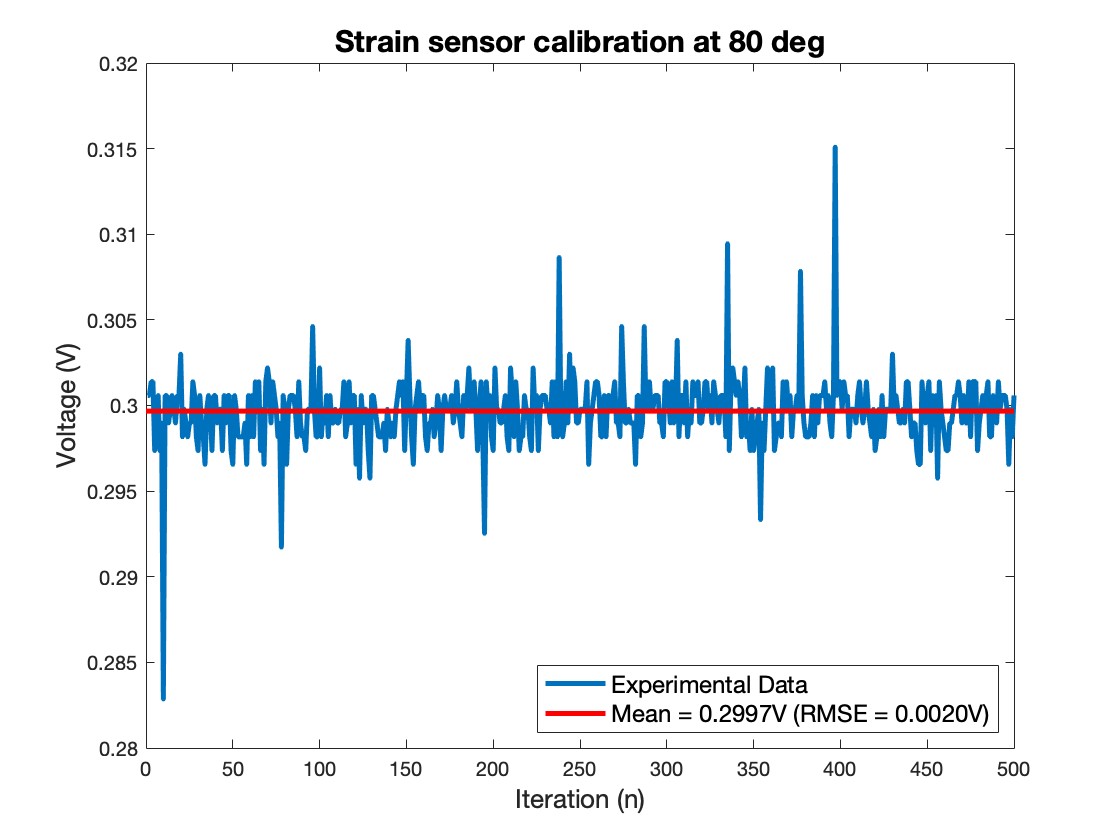 Strain sensor calibration at 80 deg
0.32
0.315
0.31
0.305
0.3
0.295
0.29
0.285
0.28
Voltage (V)
Experimental Data
Mean = 0.2997V (RMSE = 0.0020V)
0 50 100 150 200 250 300 350 400 450 500
Iteration (n)